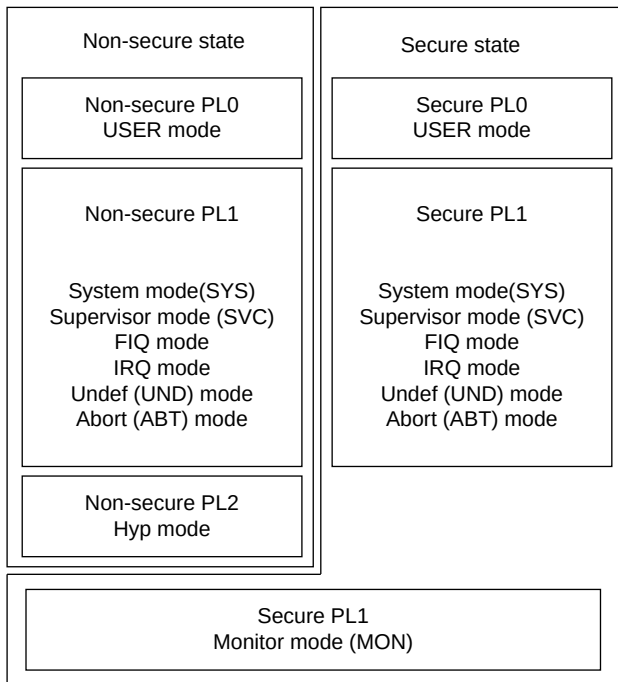 Non-secure state
Non-secure PL0
USER mode
Non-secure PL1
System mode(SYS)
Supervisor mode (SVC)
FIQ mode
IRQ mode
Undef (UND) mode
Abort (ABT) mode
Non-secure PL2
Hyp mode
Secure state
Secure PL0
USER mode
Secure PL1
System mode(SYS)
Supervisor mode (SVC)
FIQ mode
IRQ mode
Undef (UND) mode
Abort (ABT) mode
Secure PL1
Monitor mode (MON)